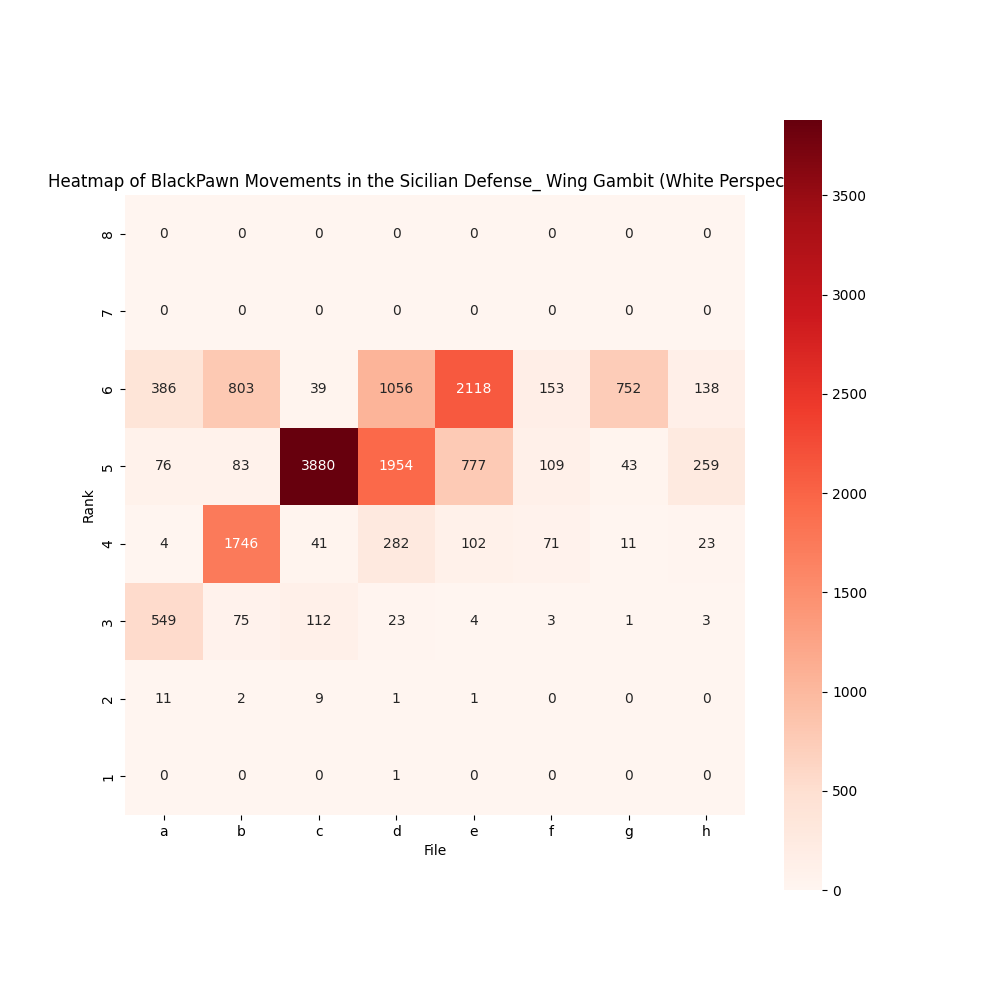 Heatmap of BlackPawn Movements in the Sicilian Defense_ Wing Gambit (White Perspec
3500
3000
2500
2000
1500
1000
500
0
Rank
8 0 0 0 0 0 0 0 0
7 0 0 0 0 0 0 0 0
6 386 803 39 1056 2118 153 752 138
5 76 83 3880 1954 777 109 43 259
4 4 1746 41 282 102 71 11 23
3 549 75 112 23 4 3 1 3
2 11 2 9 1 1 0 0 0
1 0 0 0 1 0 0 0 0
a b c d e f g h
File